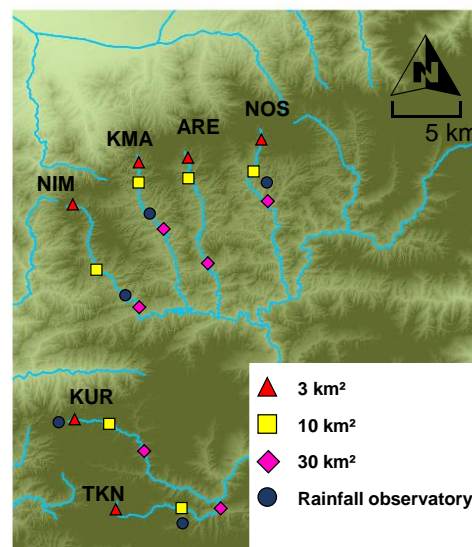 N
5 km
NOS
ARE
KMA
NIM
KUR
TKN
3 km²
10 km²
30 km²
Rainfall observatory